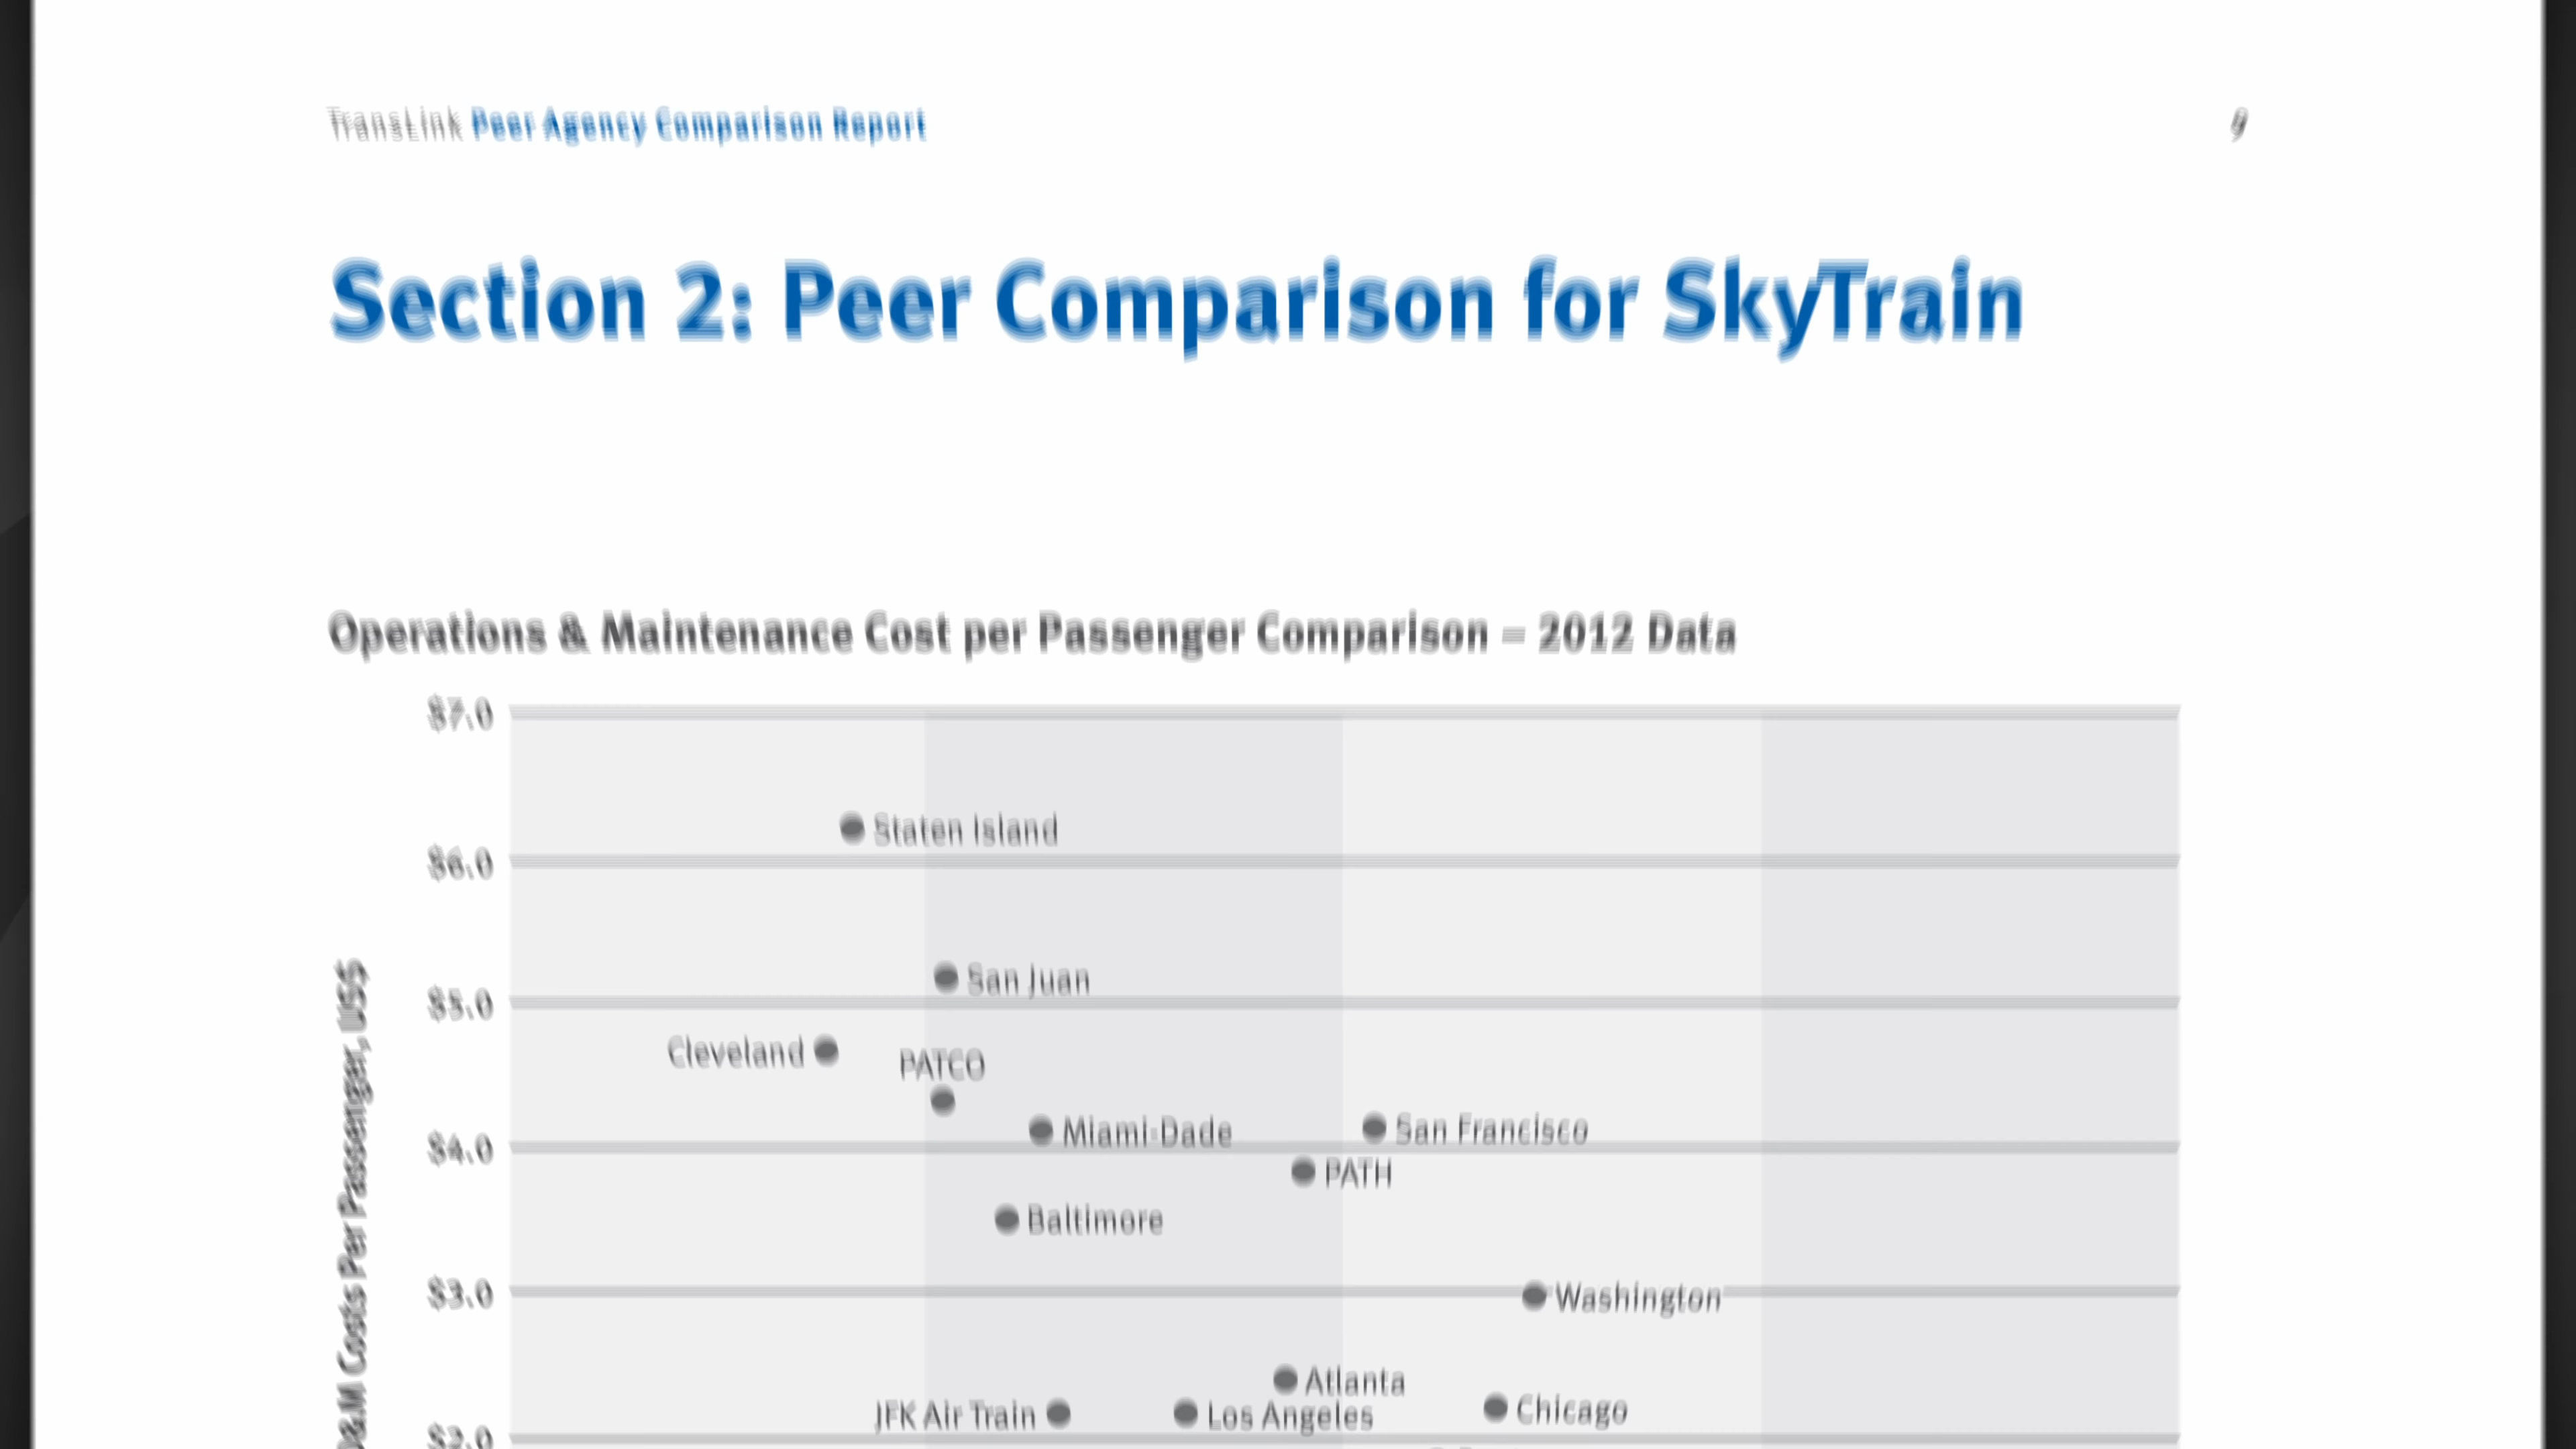 TransLink Peer Agency Comparison Report
9
Section 2: Peer Comparison for SkyTrain
Operations & Maintenance Cost per Passenger Comparison – 2012 Data
$7.0
Staten Island
$6.0
San Juan
$5.0
Cleveland
PATCO
Miami-Dade
San Francisco
$4.0
PATH
Baltimore
$3.0
Washington
Atlanta
JFK Air Train
Los Angeles
Chicago
$2.0
O&M Costs Per Passenger, US$